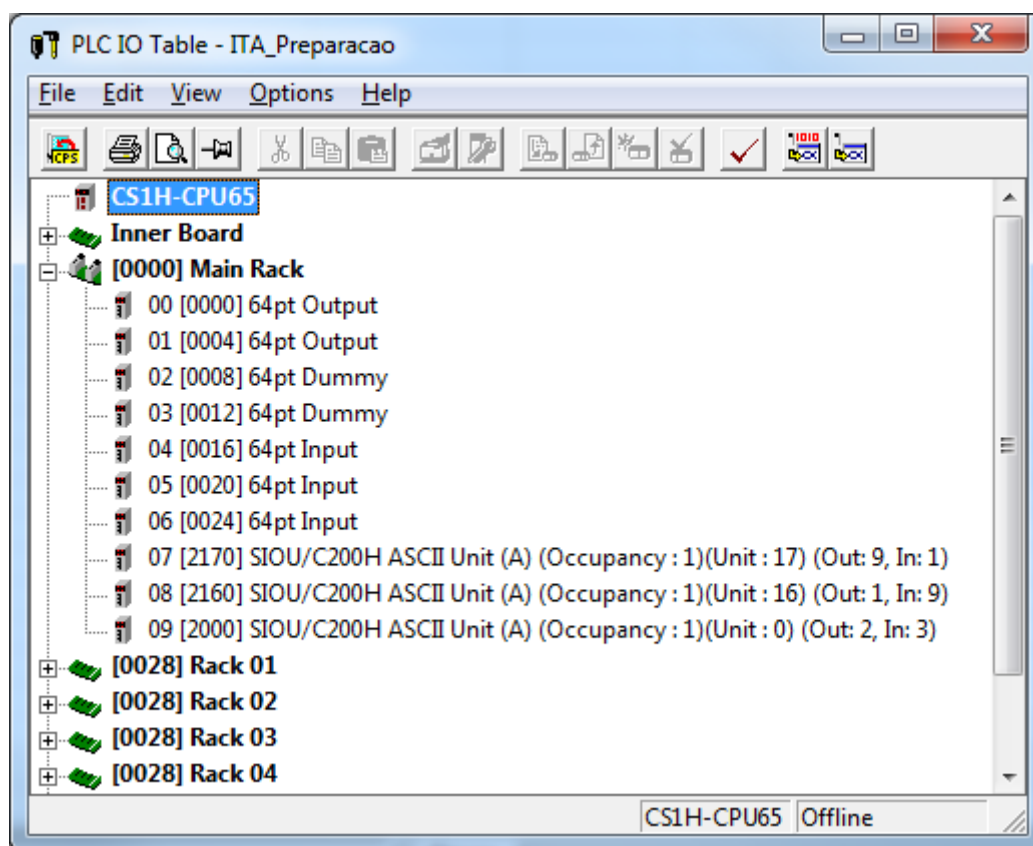 PLC IO Table - ITA_Preparacao
File Edit View Options Help
CPS 1010
CS1H-CPU65
Inner Board
[0000] Main Rack
00 [0000] 64pt Output
01 [0004] 64pt Output
02 [0008] 64pt Dummy
03 [0012] 64pt Dummy
04 [0016] 64pt Input
05 [0020] 64pt Input
06 [0024] 64pt Input
07 [2170] SIOU/C200H ASCII Unit (A) (Occupancy : 1)(Unit : 17) (Out: 9, In: 1)
08 [2160] SIOU/C200H ASCII Unit (A) (Occupancy : 1)(Unit : 16) (Out: 1, In: 9)
09 [2000] SIOU/C200H ASCII Unit (A) (Occupancy : 1)(Unit : 0) (Out: 2, In: 3)
[0028] Rack 01
[0028] Rack 02
[0028] Rack 03
[0028] Rack 04
CS1H-CPU65 Offline